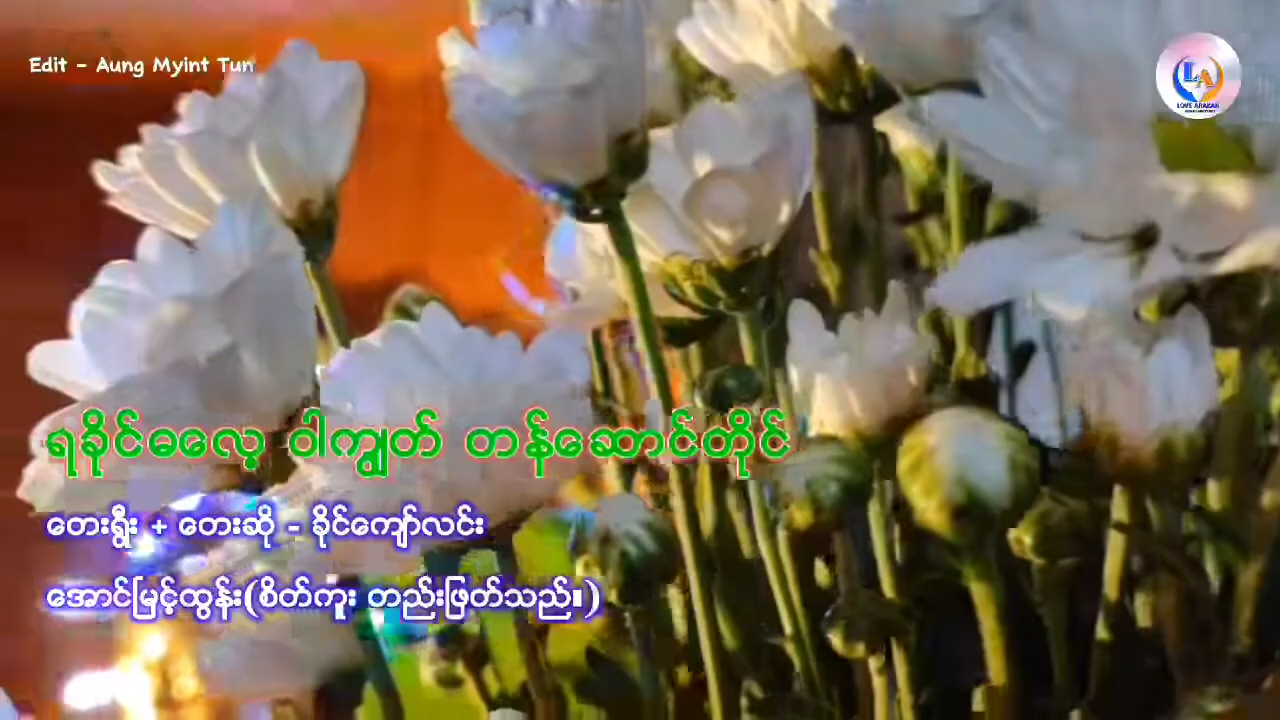 Edit - Aung Myint Tun
LA
LOVE ARAKAN
ရခိုင်ဓလေ့ ဝါကျွတ် တန်ဆောင်တိုင်
တေးရှီး + တေးဆို - ခိုင်ကျော်လင်း
အောင်မြင့်ထွန်း(စိတ်ကူး တည်းဖြတ်သည်။)